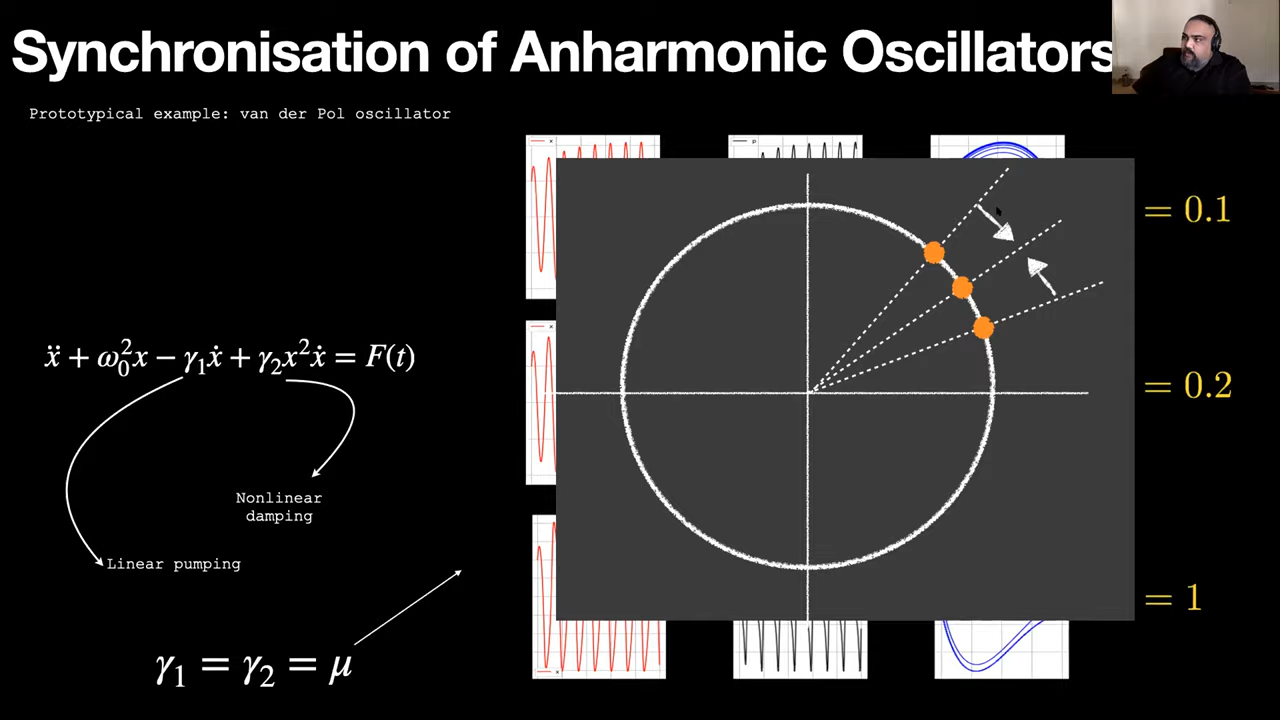 Synchronisation of Anharmonic Oscillators
Prototypical example: van der Pol oscillator
x
p
= 0.1
ẍ + ω₀²x − γ₁ẋ + γ₂x²ẋ = F(t)
x
= 0.2
Nonlinear
damping
Linear pumping
= 1
γ₁ = γ₂ = μ
x